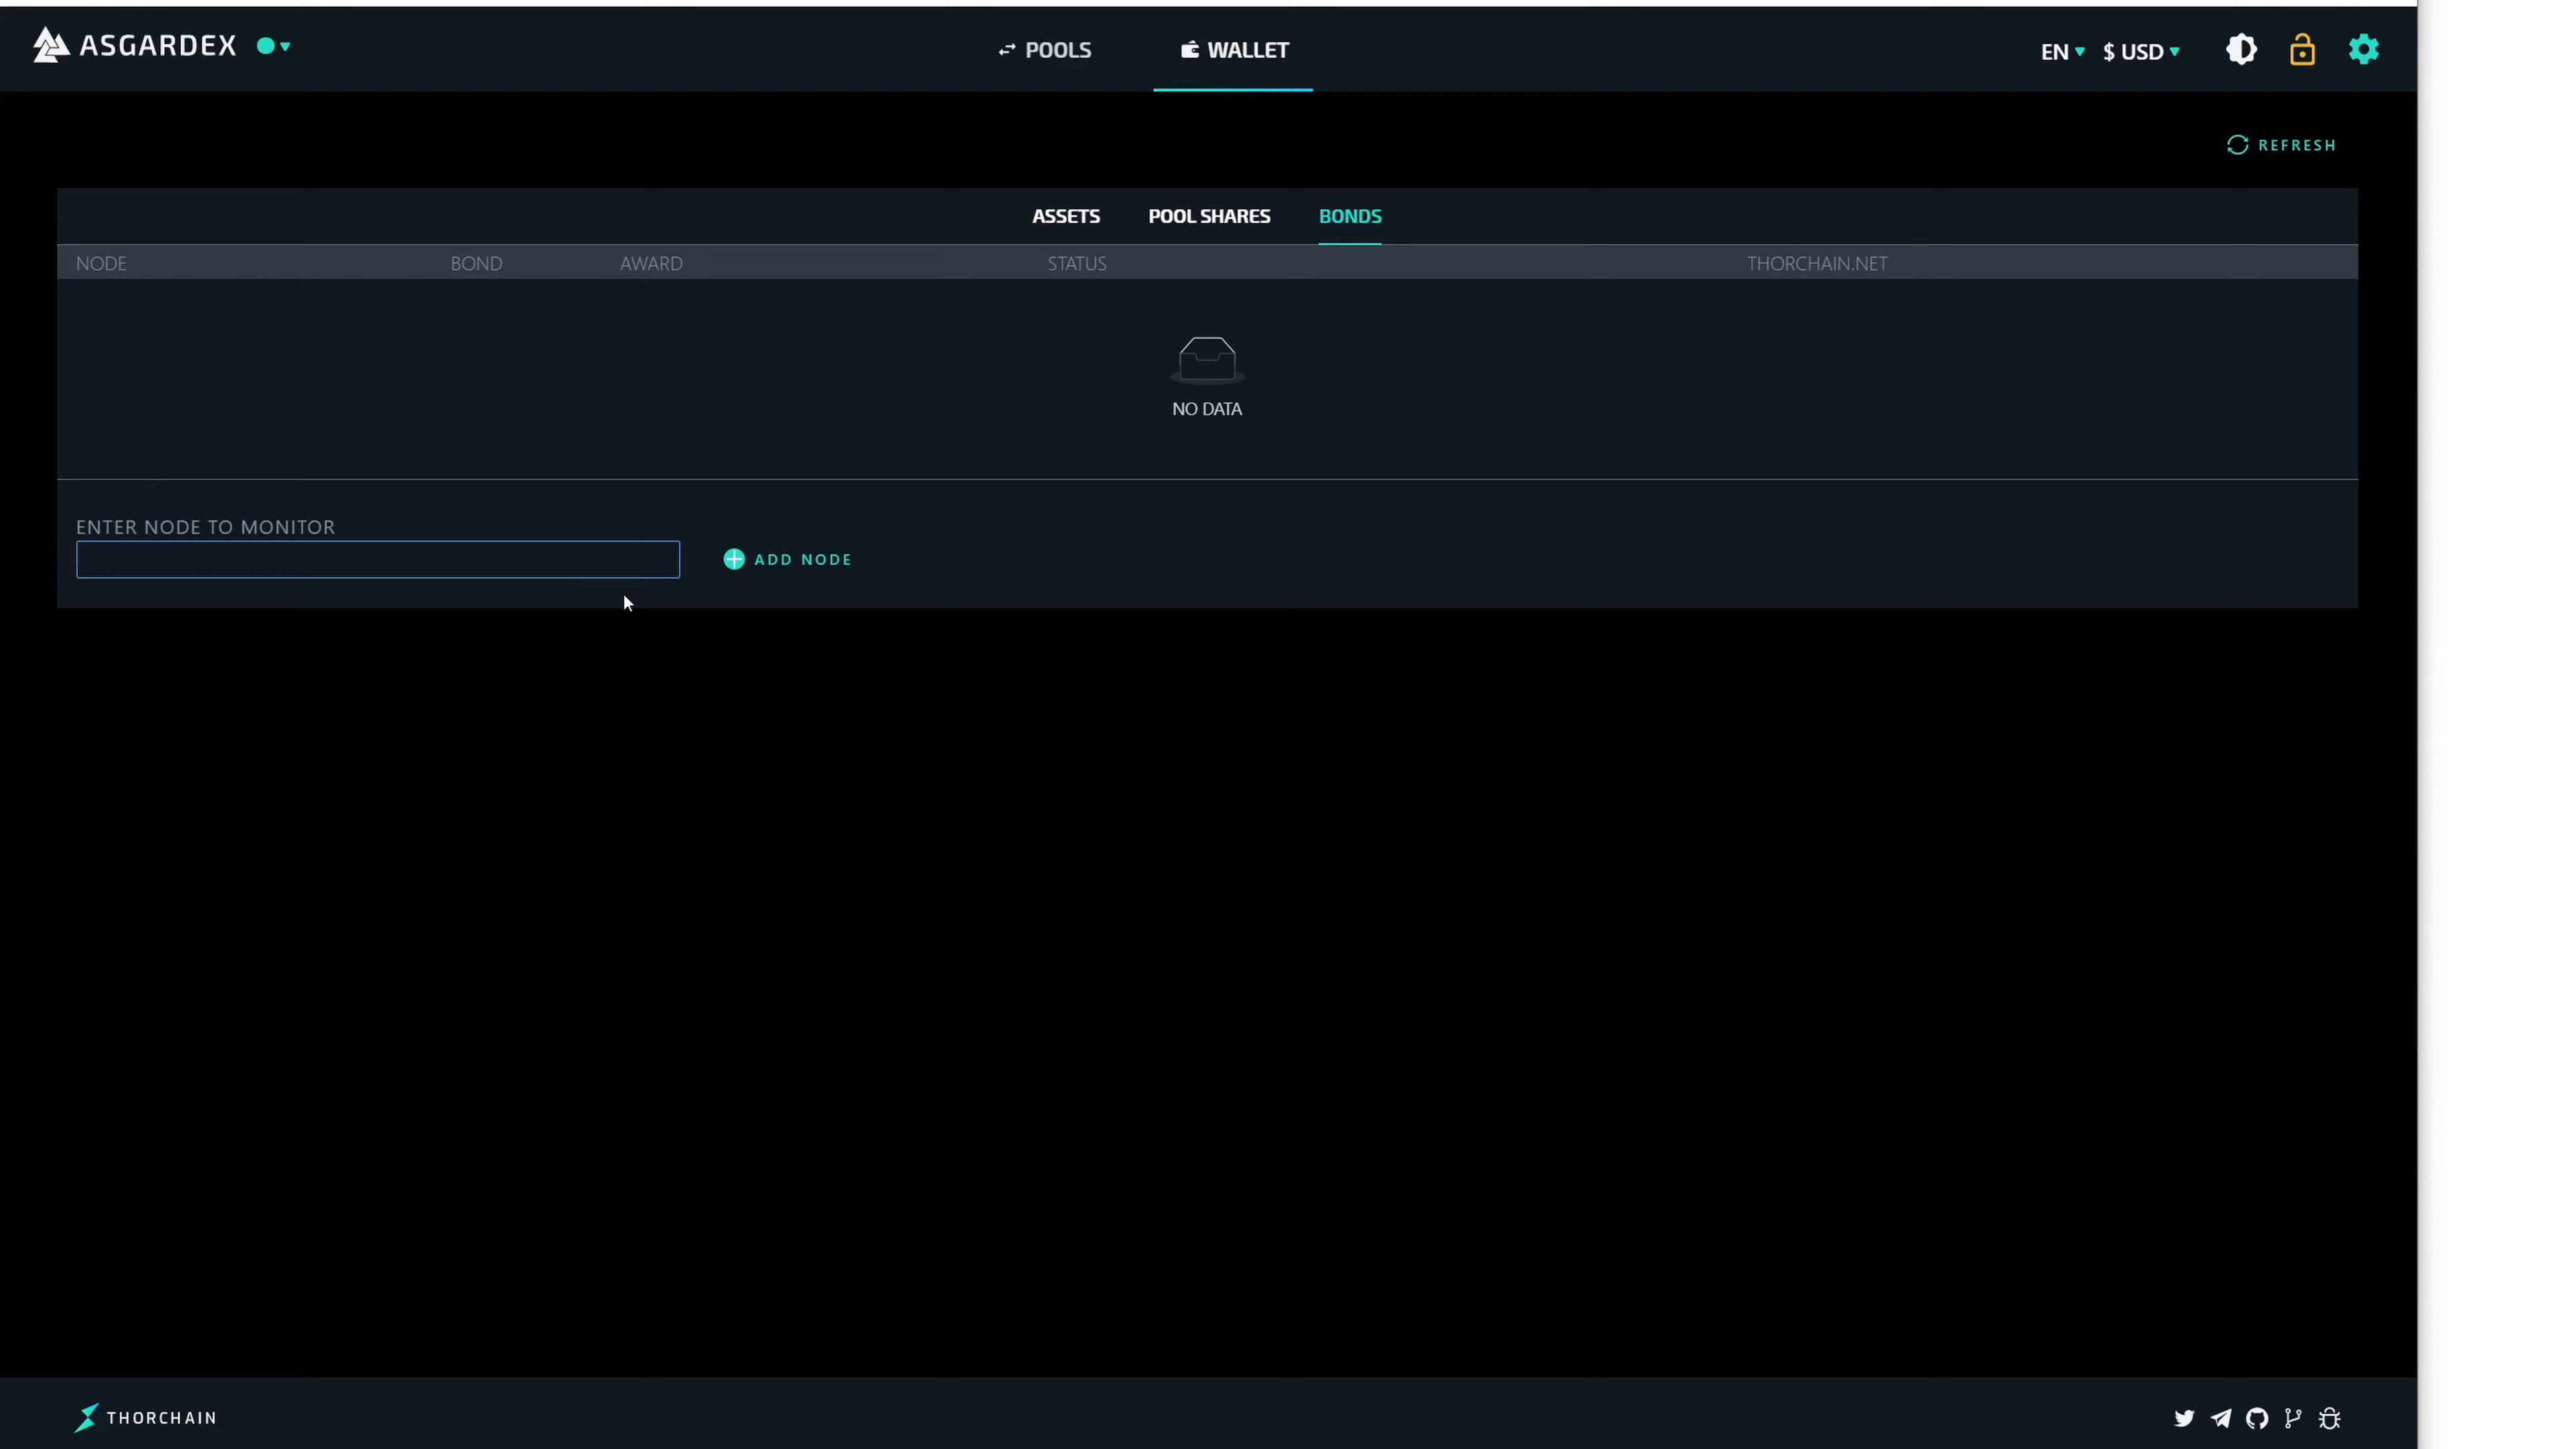 ASGARDEX
POOLS WALLET
EN $ USD
REFRESH
ASSETS POOL SHARES BONDS
NODE BOND AWARD STATUS THORCHAIN.NET
NO DATA
ENTER NODE TO MONITOR
ADD NODE
THORCHAIN